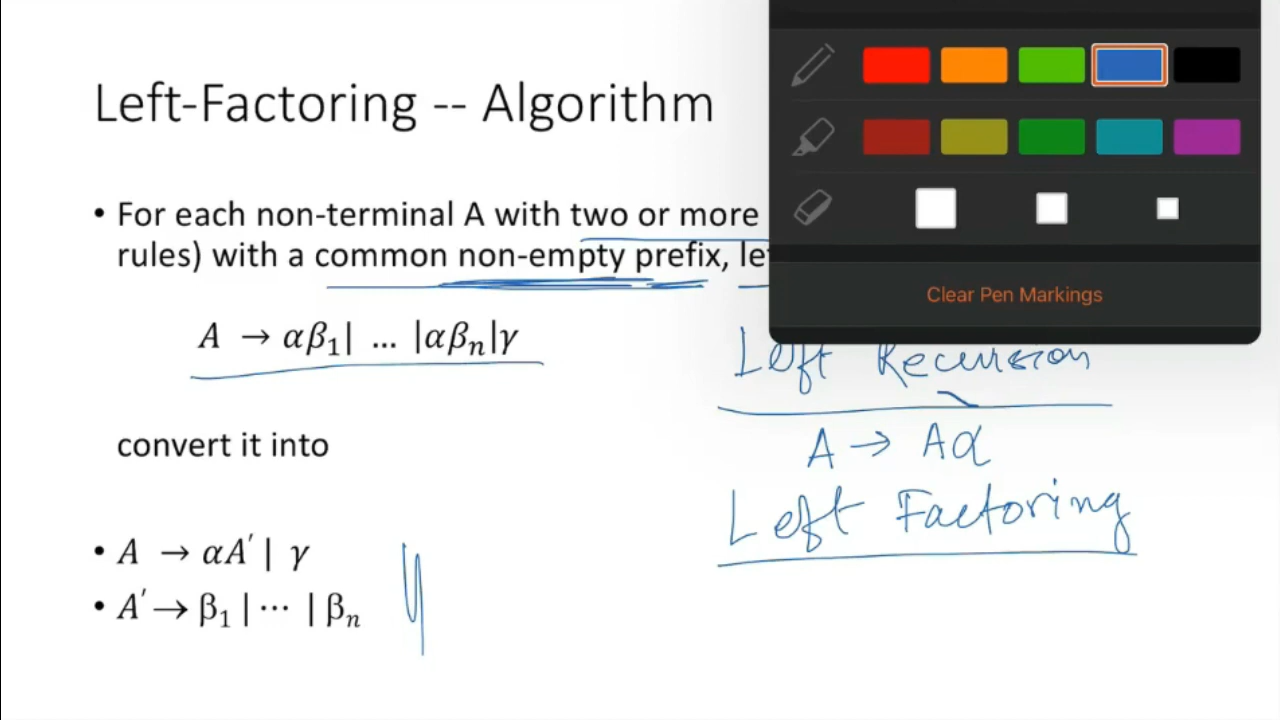 Left-Factoring -- Algorithm
• For each non-terminal A with two or more
rules) with a common non-empty prefix, le
A → αβ₁| ... |αβₙ|γ
convert it into
• A → αA′ | γ
• A′ → β₁ | ⋯ | βₙ
Clear Pen Markings
Left Recursion
A → Aα
Left Factoring